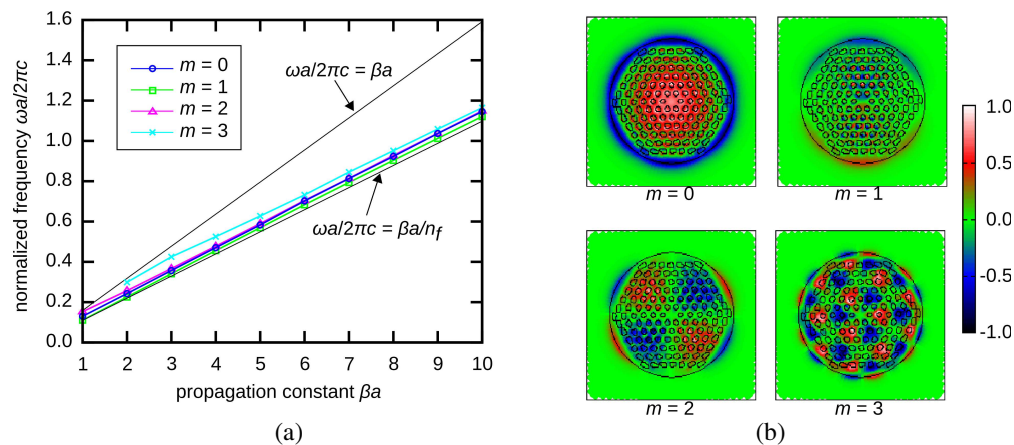 1.6
1.4
1.2
1.0
0.8
0.6
0.4
0.2
0.0
normalized frequency ωa/2πc
m = 0
m = 1
m = 2
m = 3
ωa/2πc = βa
ωa/2πc = βa/n_f
1 2 3 4 5 6 7 8 9 10
propagation constant βa
(a)
m = 0
m = 1
m = 2
m = 3
1.0
0.5
0.0
-0.5
-1.0
(b)